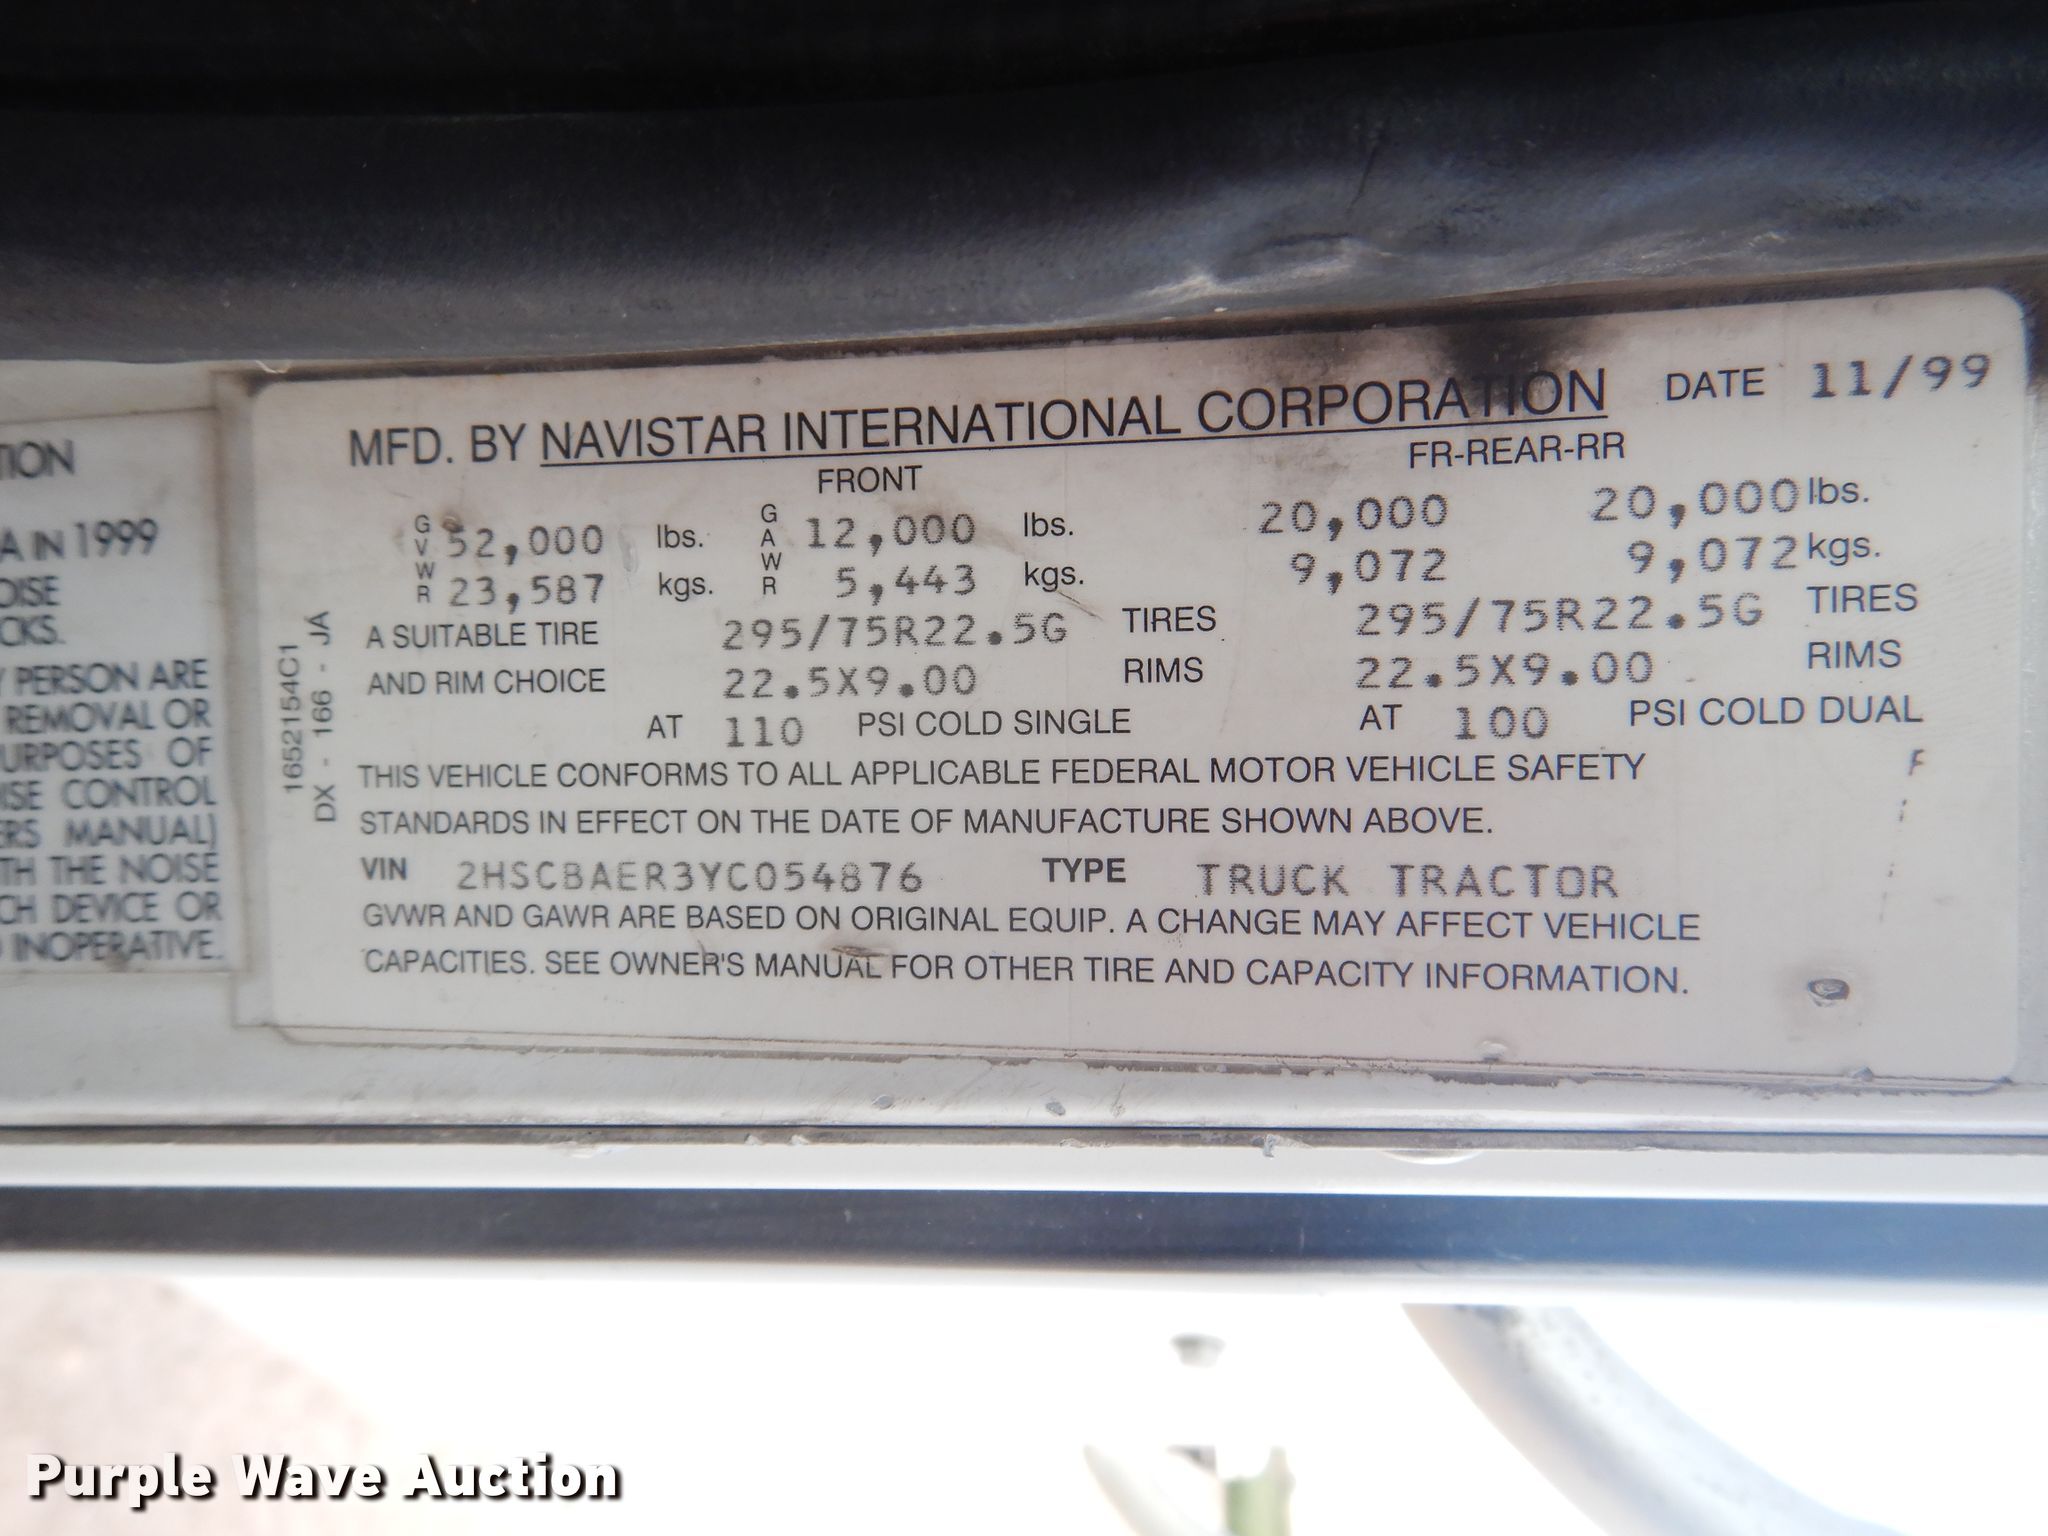 TION
A IN 1999
OISE
CKS.
Y PERSON ARE
REMOVAL OR
URPOSES OF
ISE CONTROL
ERS MANUAL)
TH THE NOISE
CH DEVICE OR
INOPERATIVE.
1652154C1
DX - 166 - JA
MFD. BY NAVISTAR INTERNATIONAL CORPORATION DATE 11/99
FRONT FR-REAR-RR
GVWR 52,000 lbs. GAWR 12,000 lbs. 20,000 20,000 lbs.
23,587 kgs. 5,443 kgs. 9,072 9,072 kgs.
A SUITABLE TIRE 295/75R22.5G TIRES 295/75R22.5G TIRES
AND RIM CHOICE 22.5X9.00 RIMS 22.5X9.00 RIMS
AT 110 PSI COLD SINGLE AT 100 PSI COLD DUAL
THIS VEHICLE CONFORMS TO ALL APPLICABLE FEDERAL MOTOR VEHICLE SAFETY
STANDARDS IN EFFECT ON THE DATE OF MANUFACTURE SHOWN ABOVE.
VIN 2HSCBAER3YC054876 TYPE TRUCK TRACTOR
GVWR AND GAWR ARE BASED ON ORIGINAL EQUIP. A CHANGE MAY AFFECT VEHICLE
CAPACITIES. SEE OWNER'S MANUAL FOR OTHER TIRE AND CAPACITY INFORMATION.
Purple Wave Auction